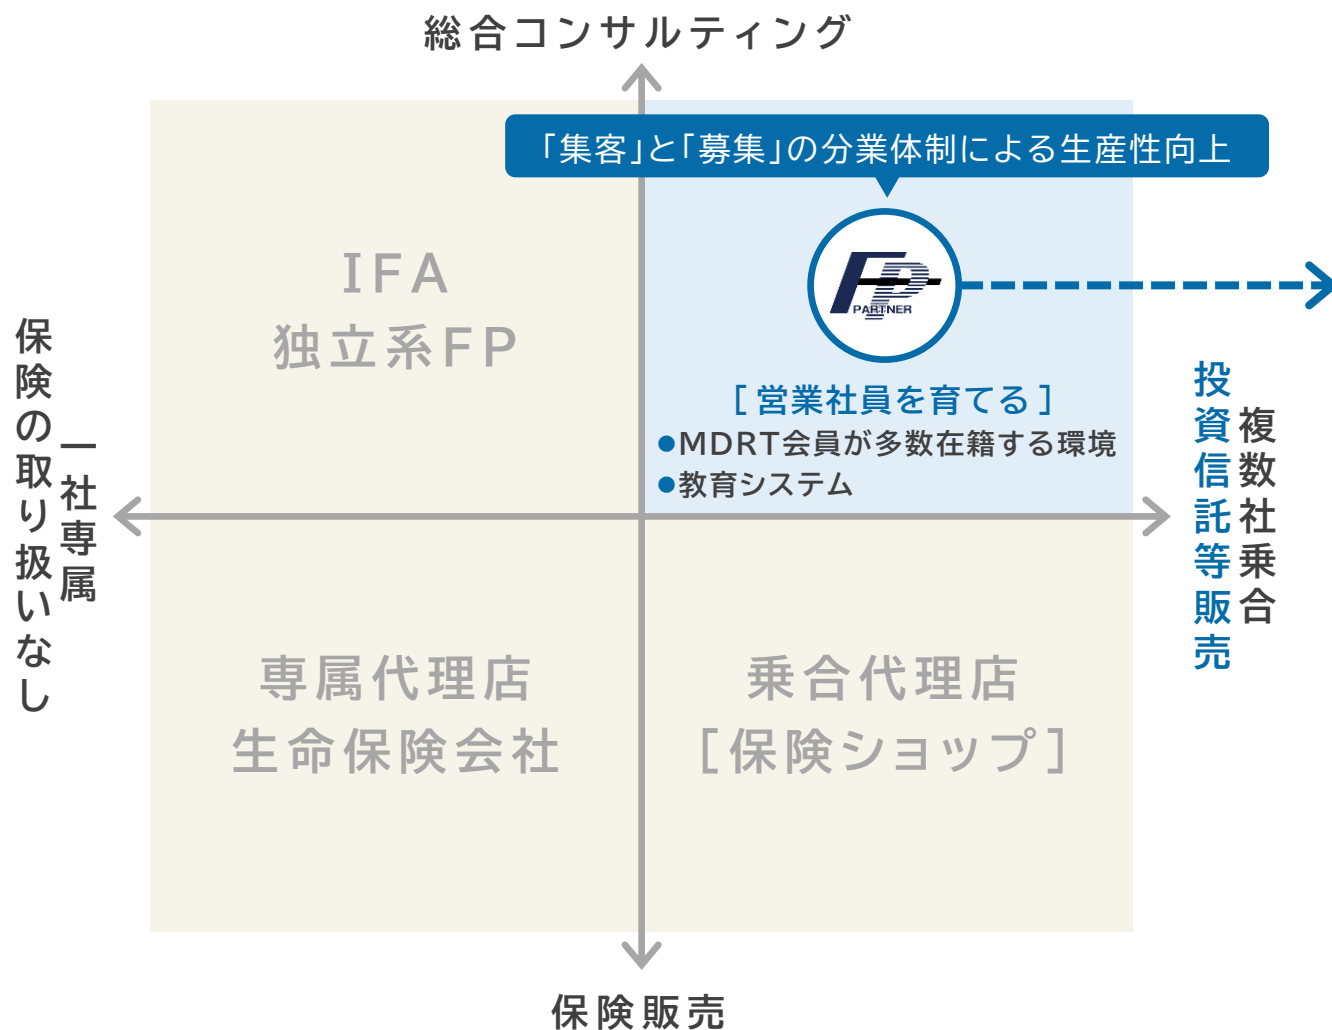 総合コンサルティング
「集客」と「募集」の分業体制による生産性向上
IFA
独立系FP
FP
PARTNER
[ 営業社員を育てる ]
●MDRT会員が多数在籍する環境
●教育システム
一社専属
保険の取り扱いなし
複数社乗合
投資信託等販売
専属代理店
生命保険会社
乗合代理店
[保険ショップ]
保険販売